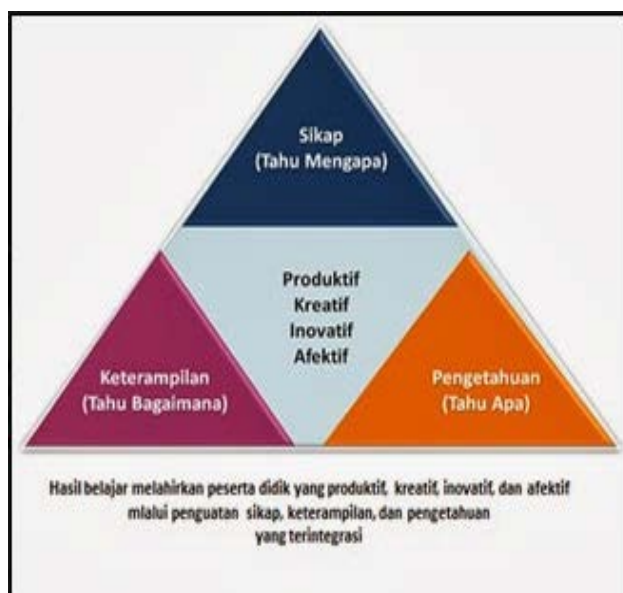 Sikap
(Tahu Mengapa)
Produktif
Kreatif
Inovatif
Afektif
Keterampilan
(Tahu Bagaimana)
Pengetahuan
(Tahu Apa)
Hasil belajar melahirkan peserta didik yang produktif, kreatif, inovatif, dan afektif
mlalui penguatan sikap, keterampilan, dan pengetahuan
yang terintegrasi